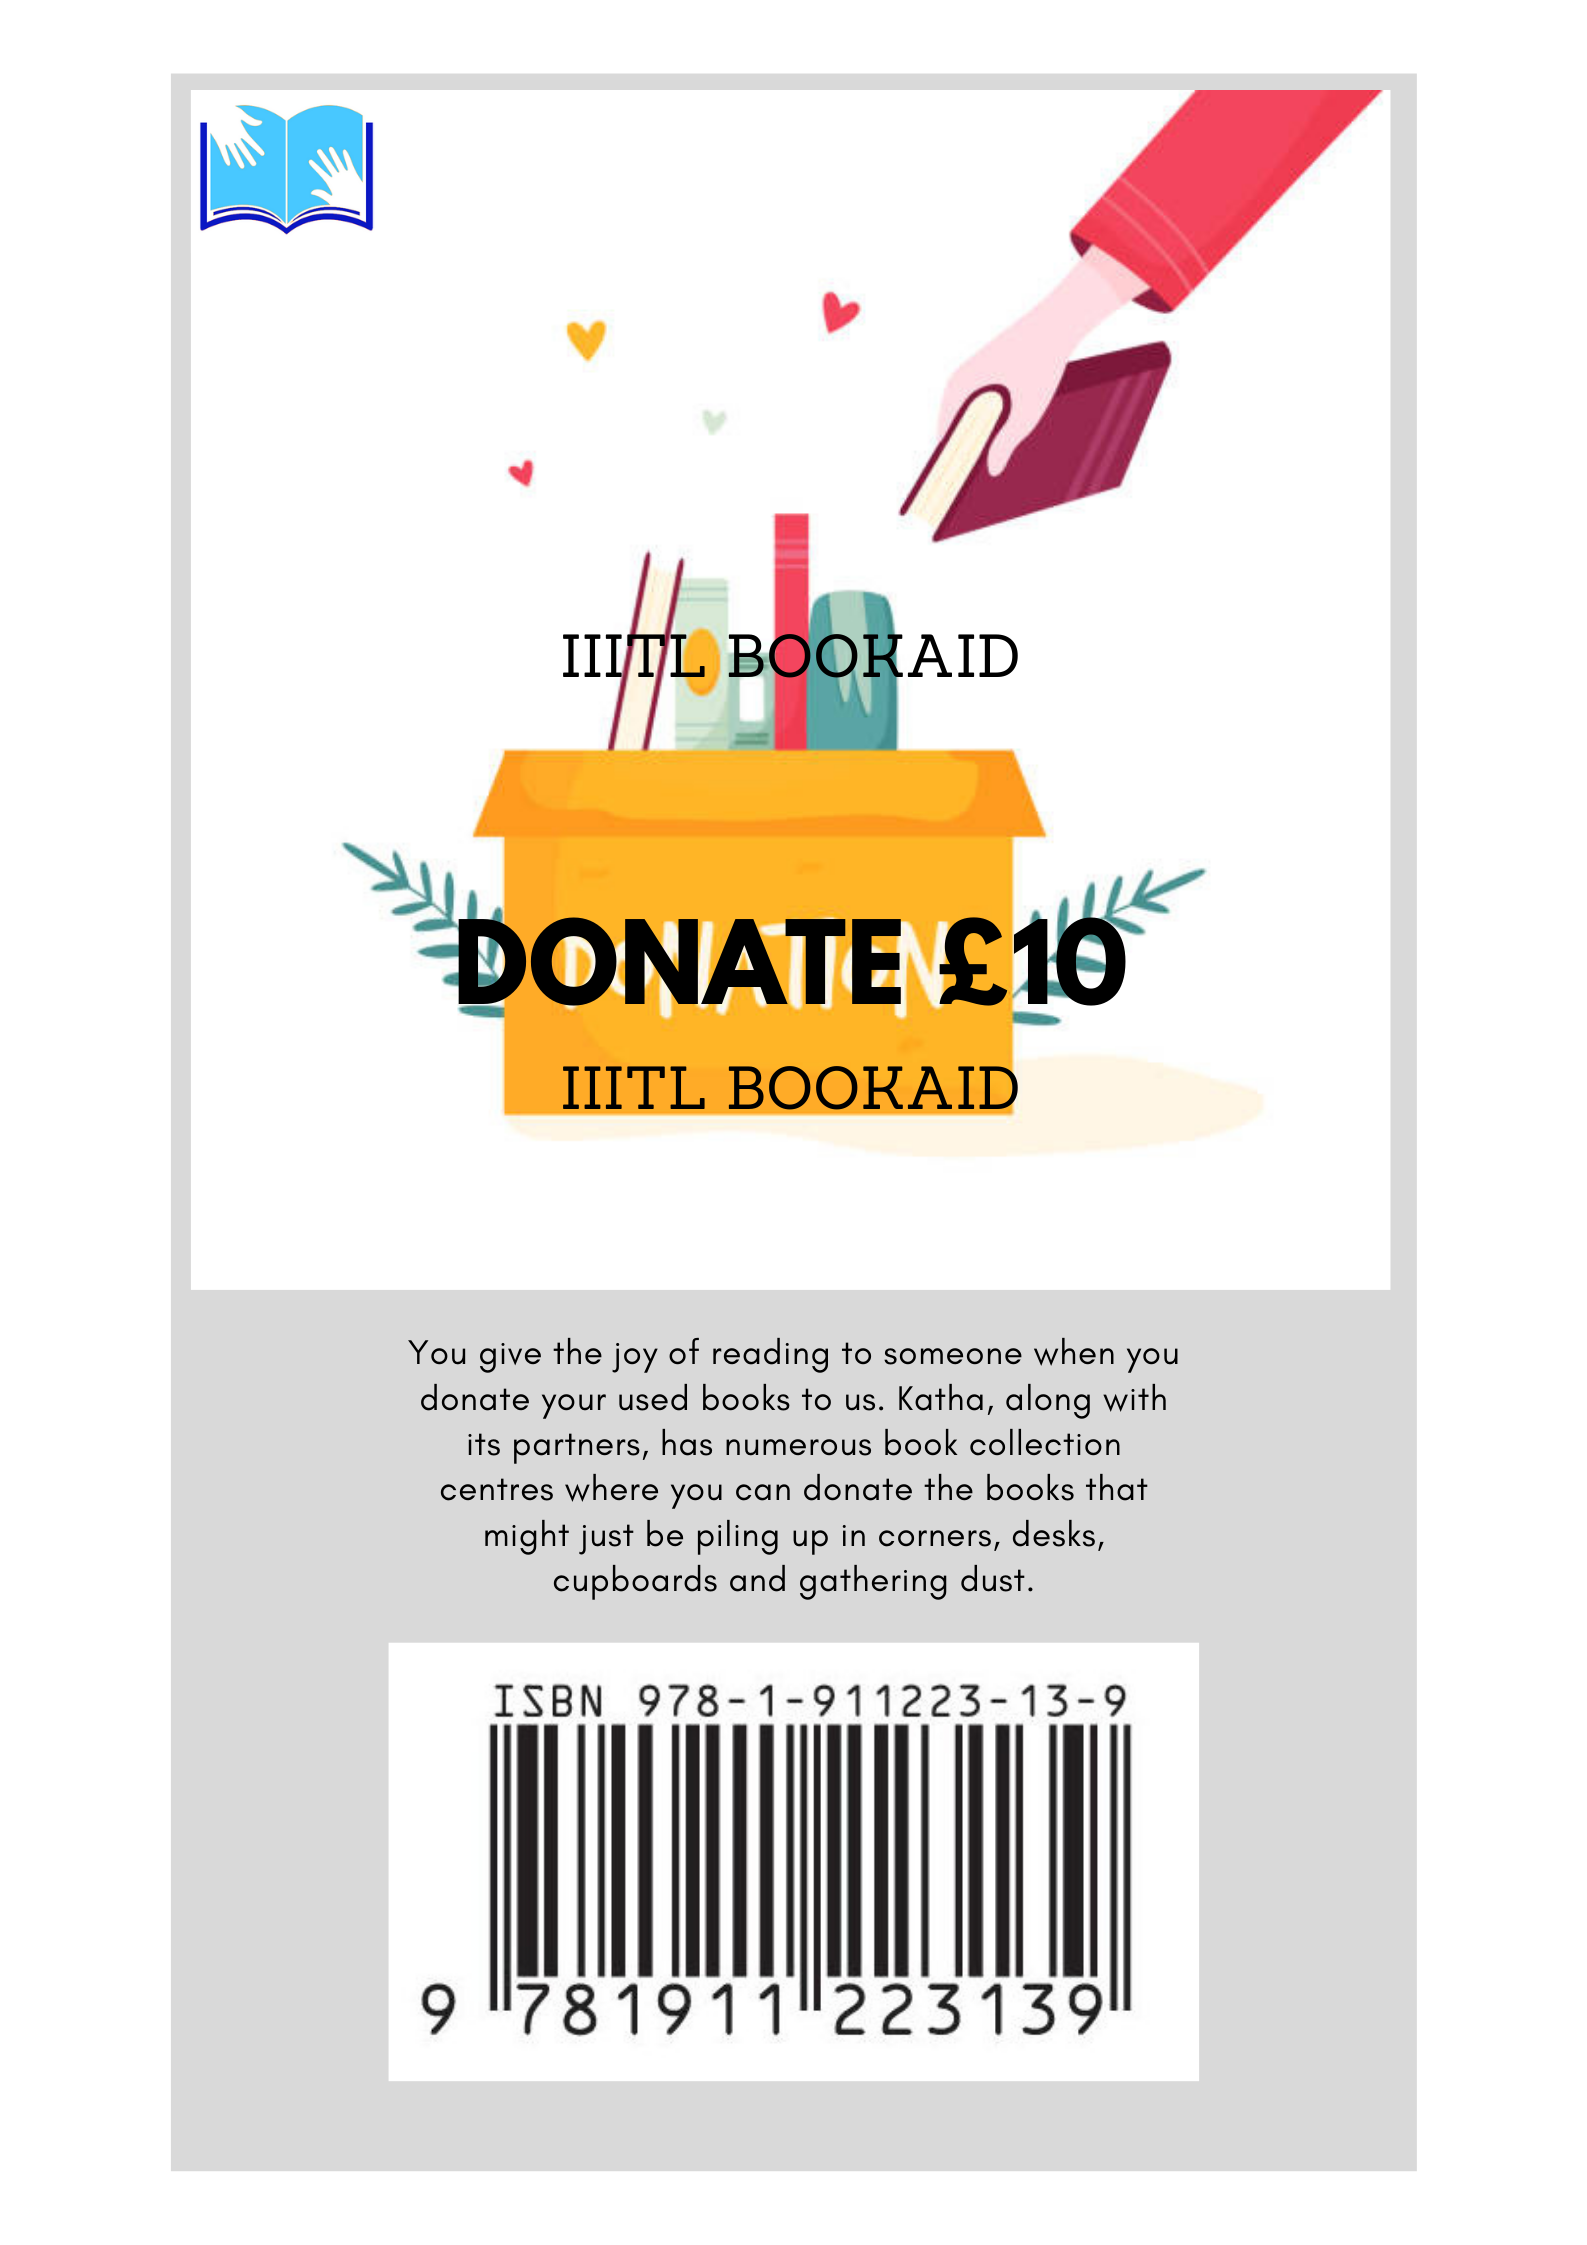 IIITL BOOKAID
DONATE £10
DONATION
IIITL BOOKAID
You give the joy of reading to someone when you
donate your used books to us. Katha, along with
its partners, has numerous book collection
centres where you can donate the books that
might just be piling up in corners, desks,
cupboards and gathering dust.
ISBN 978-1-911223-13-9
9 781911 223139